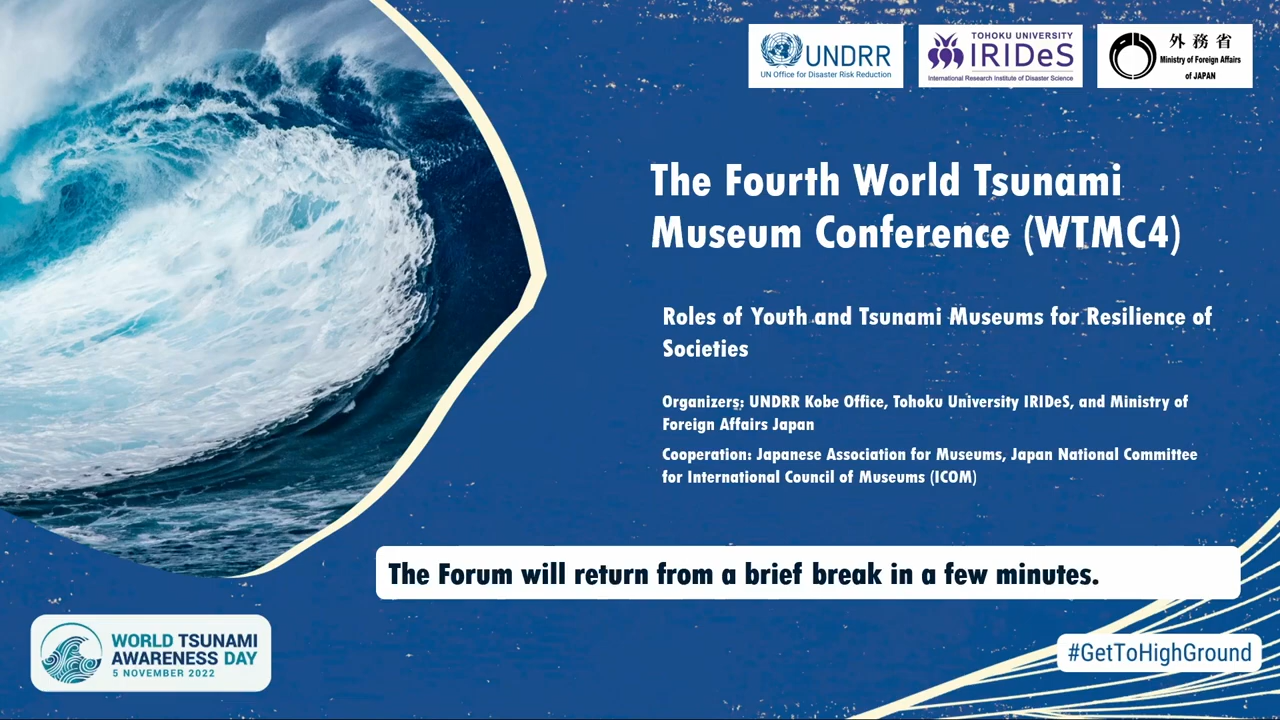 UNDRR
UN Office for Disaster Risk Reduction
TOHOKU UNIVERSITY
IRIDeS
International Research Institute of Disaster Science
外務省
Ministry of Foreign Affairs
of JAPAN
The Fourth World Tsunami
Museum Conference (WTMC4)
Roles of Youth and Tsunami Museums for Resilience of
Societies
Organizers: UNDRR Kobe Office, Tohoku University IRIDeS, and Ministry of
Foreign Affairs Japan
Cooperation: Japanese Association for Museums, Japan National Committee
for International Council of Museums (ICOM)
The Forum will return from a brief break in a few minutes.
WORLD TSUNAMI
AWARENESS DAY
5 NOVEMBER 2022
#GetToHighGround